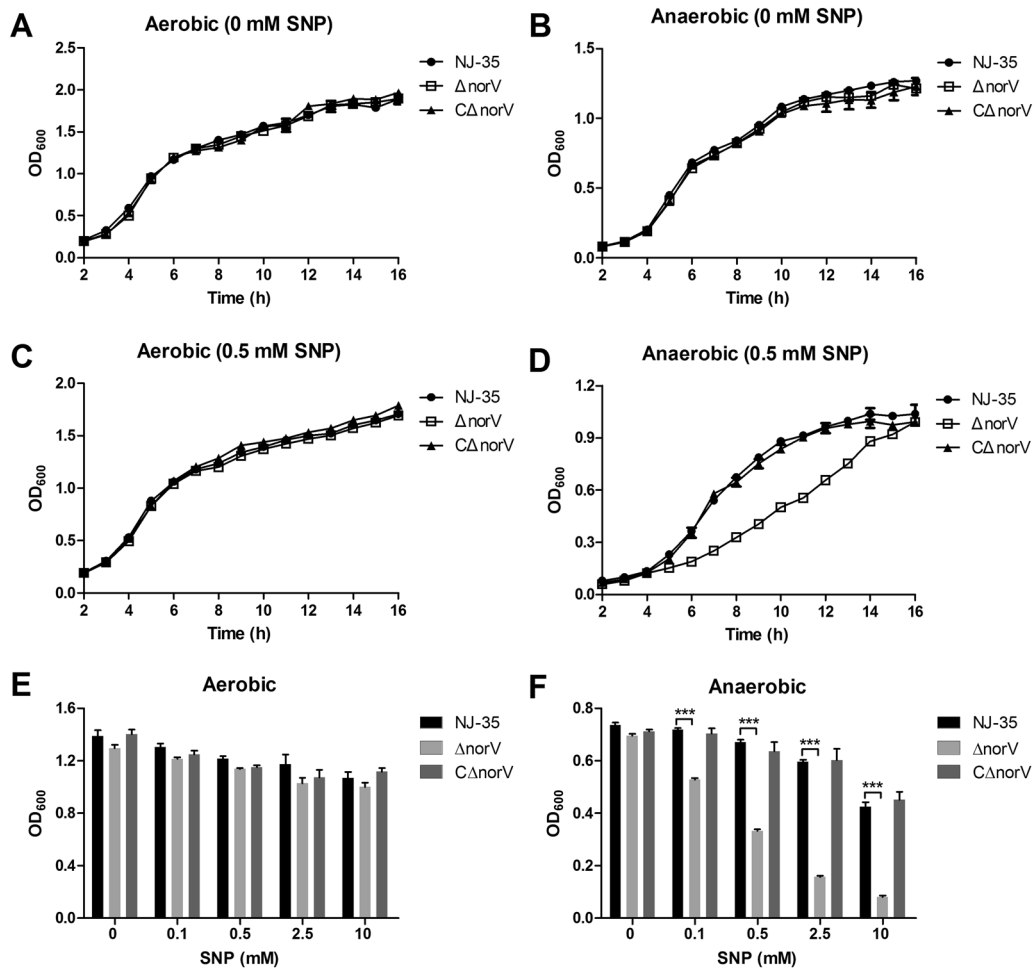 A
Aerobic (0 mM SNP)
OD600
2.5
2.0
1.5
1.0
0.5
0.0
2 4 6 8 10 12 14 16
Time (h)
NJ-35
ΔnorV
CΔnorV
B
Anaerobic (0 mM SNP)
OD600
1.5
1.0
0.5
0.0
2 4 6 8 10 12 14 16
Time (h)
NJ-35
ΔnorV
CΔnorV
C
Aerobic (0.5 mM SNP)
OD600
2.0
1.5
1.0
0.5
0.0
2 4 6 8 10 12 14 16
Time (h)
NJ-35
ΔnorV
CΔnorV
D
Anaerobic (0.5 mM SNP)
OD600
1.2
0.9
0.6
0.3
0.0
2 4 6 8 10 12 14 16
Time (h)
NJ-35
ΔnorV
CΔnorV
E
Aerobic
OD600
1.6
1.2
0.8
0.4
0.0
0 0.1 0.5 2.5 10
SNP (mM)
NJ-35
ΔnorV
CΔnorV
F
Anaerobic
OD600
0.8
0.6
0.4
0.2
0.0
*** *** *** ***
0 0.1 0.5 2.5 10
SNP (mM)
NJ-35
ΔnorV
CΔnorV